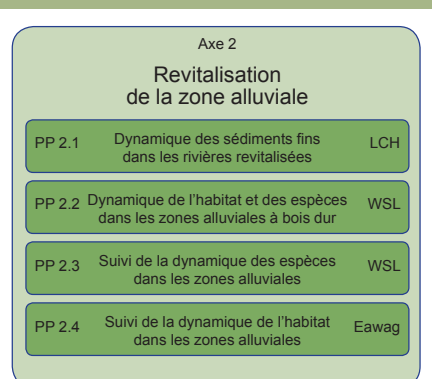 Axe 2
Revitalisation
de la zone alluviale
PP 2.1 Dynamique des sédiments fins LCH
dans les rivières revitalisées
PP 2.2 Dynamique de l'habitat et des espèces WSL
dans les zones alluviales à bois dur
PP 2.3 Suivi de la dynamique des espèces WSL
dans les zones alluviales
PP 2.4 Suivi de la dynamique de l'habitat Eawag
dans les zones alluviales